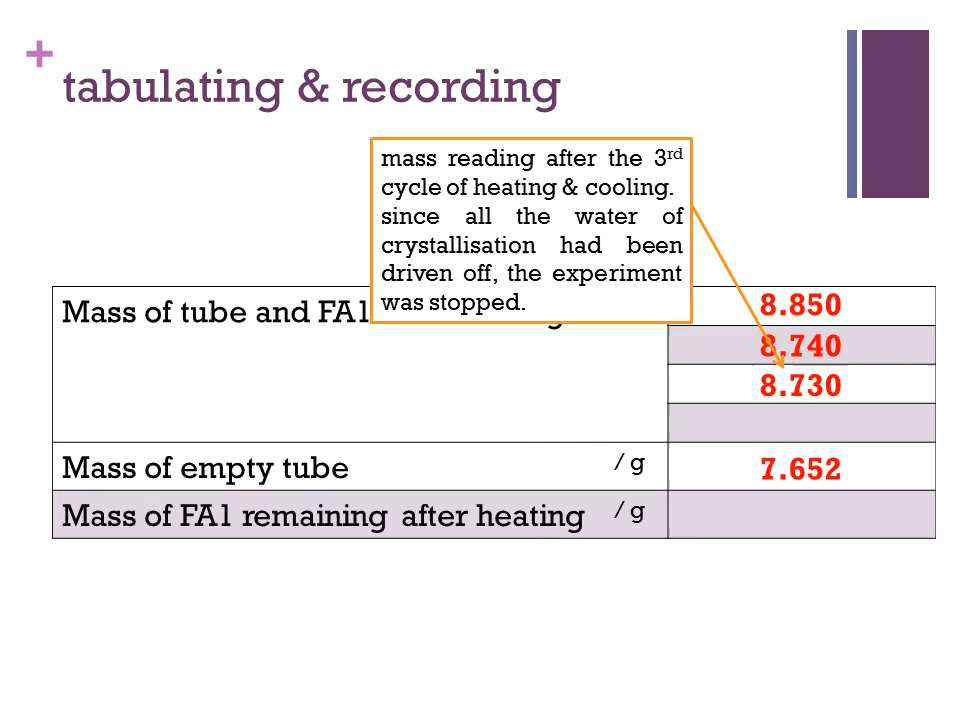 +
tabulating & recording
mass reading after the 3rd
cycle of heating & cooling.
since all the water of
crystallisation had been
driven off, the experiment
was stopped.
Mass of tube and FA1
8.850
8.740
8.730
Mass of empty tube / g 7.652
Mass of FA1 remaining after heating / g